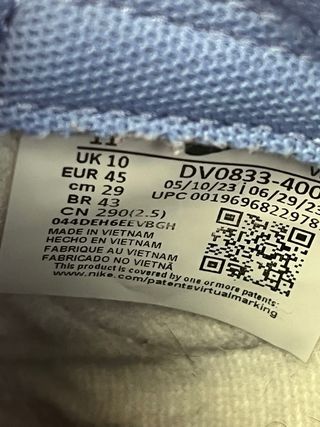 UK 10
EUR 45
cm 29
BR 43
CN 290(2.5)
044DEH6EEVBGH
MADE IN VIETNAM
HECHO EN VIETNAM
FABRIQUE AU VIETNAM
FABRICADO NO VIETNÃ
This product is covered by one or more patents:
www.nike.com/patentsvirtualmarking
DV0833-400
05/10/23 | 06/29/23
UPC 00196968